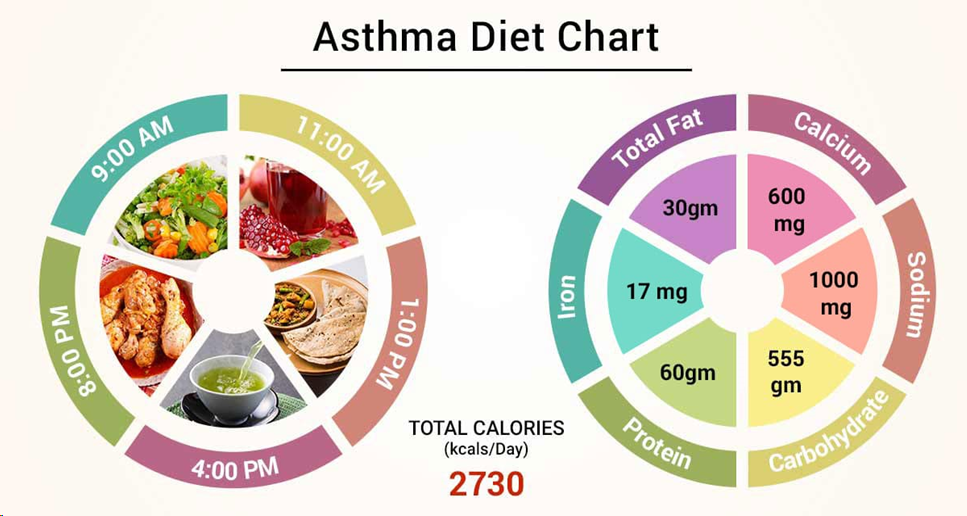 Asthma Diet Chart
9:00 AM
11:00 AM
1:00 PM
4:00 PM
8:00 PM
TOTAL CALORIES
(kcals/Day)
2730
Total Fat
30gm
Calcium
600
mg
Sodium
1000
mg
Carbohydrate
555
gm
Protein
60gm
Iron
17 mg